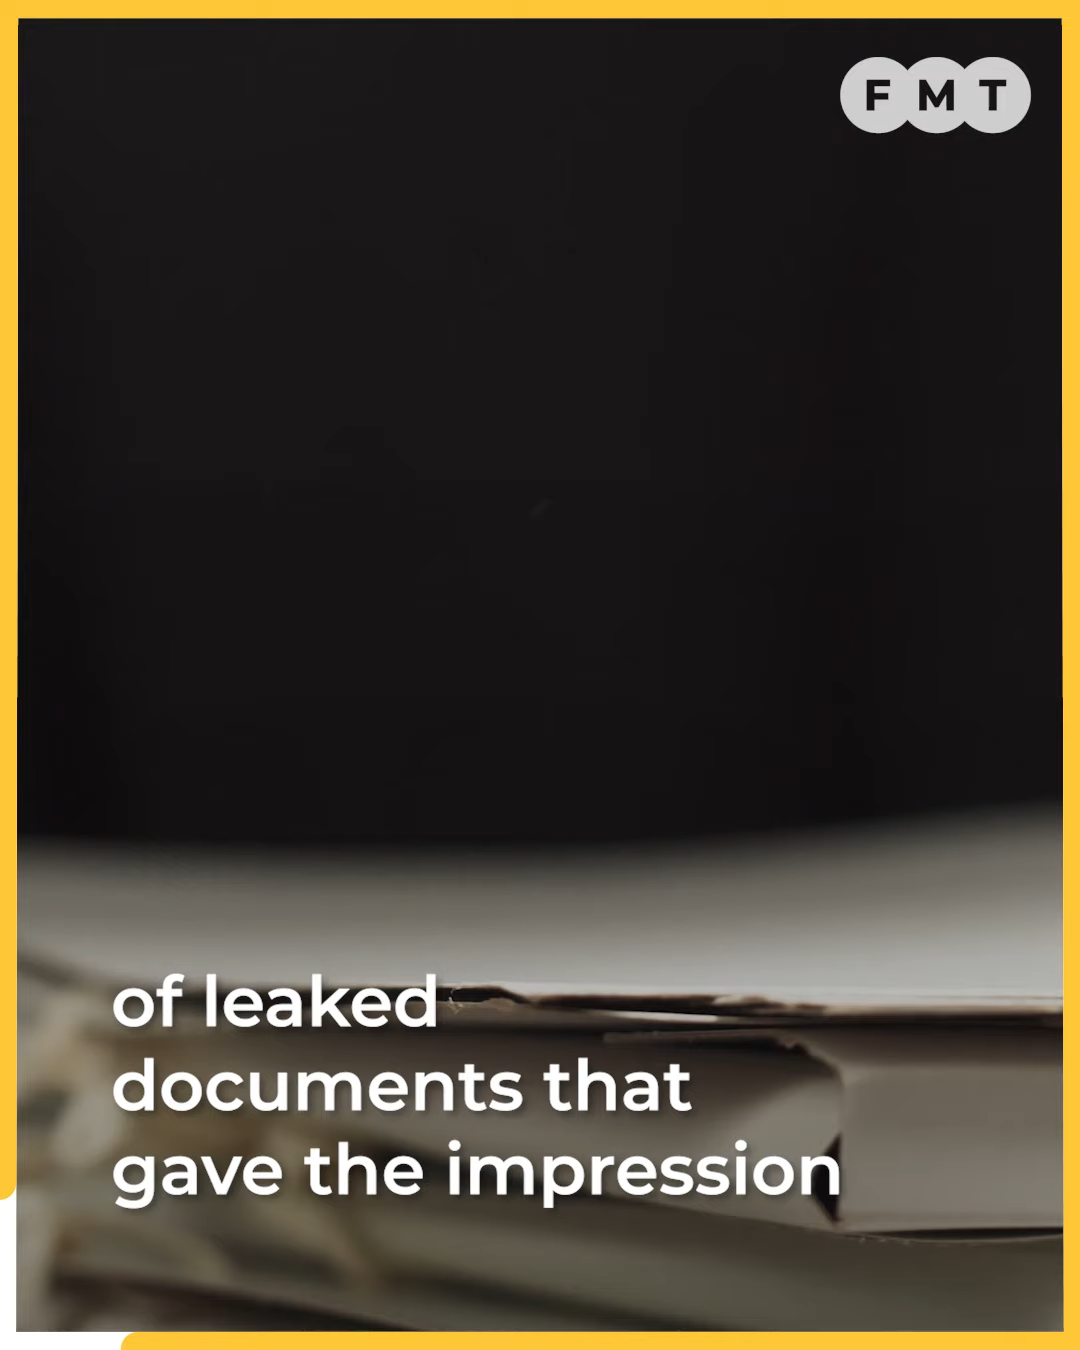 FMT
of leaked
documents that
gave the impression